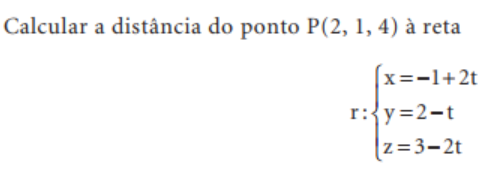 Calcular a distância do ponto P(2, 1, 4) à reta
x=−1+2t
r: y=2−t
z=3−2t